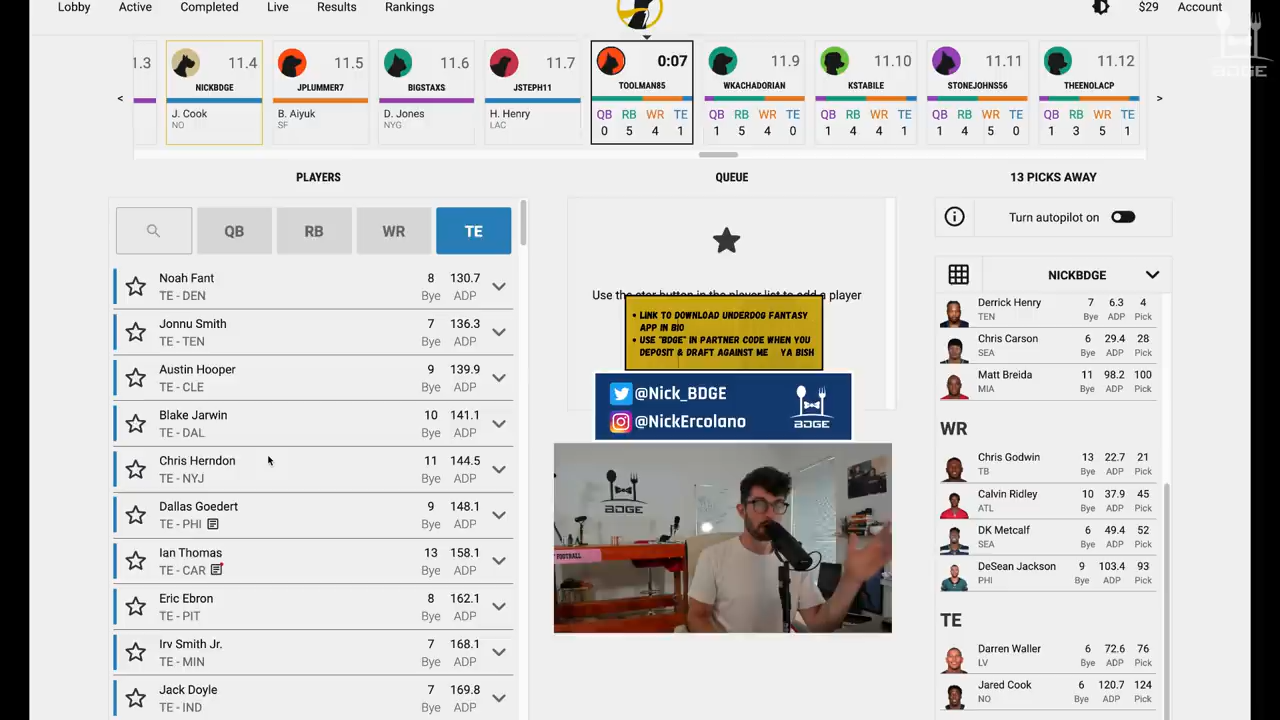 Lobby
Active
Completed
Live
Results
Rankings
$29
Account
BDGE
<
1.3
11.4
NICKBDGE
J. Cook
NO
11.5
JPLUMMER7
B. Aiyuk
SF
11.6
BIGSTAXS
D. Jones
NYG
11.7
JSTEPH11
H. Henry
LAC
0:07
TOOLMAN85
QB RB WR TE
0 5 4 1
11.9
WKACHADORIAN
QB RB WR TE
1 5 4 0
11.10
KSTABILE
QB RB WR TE
1 4 4 1
11.11
STONEJOHNS56
QB RB WR TE
1 4 5 0
11.12
THEENOLACP
QB RB WR TE
1 3 5 1
>
PLAYERS
QB
RB
WR
TE
Noah Fant 8 130.7
TE - DEN Bye ADP
Jonnu Smith 7 136.3
TE - TEN Bye ADP
Austin Hooper 9 139.9
TE - CLE Bye ADP
Blake Jarwin 10 141.1
TE - DAL Bye ADP
Chris Herndon 11 144.5
TE - NYJ Bye ADP
Dallas Goedert 9 148.1
TE - PHI Bye ADP
Ian Thomas 13 158.1
TE - CAR Bye ADP
Eric Ebron 8 162.1
TE - PIT Bye ADP
Irv Smith Jr. 7 168.1
TE - MIN Bye ADP
Jack Doyle 7 169.8
TE - IND Bye ADP
QUEUE
Use the star button in the player list to add a player
• LINK TO DOWNLOAD UNDERDOG FANTASY
APP IN BIO
• USE "BDGE" IN PARTNER CODE WHEN YOU
DEPOSIT & DRAFT AGAINST ME YA BISH
@Nick_BDGE
@NickErcolano
BDGE
BDGE
FOOTBALL
13 PICKS AWAY
Turn autopilot on
NICKBDGE
Derrick Henry 7 6.3 4
TEN Bye ADP Pick
Chris Carson 6 29.4 28
SEA Bye ADP Pick
Matt Breida 11 98.2 100
MIA Bye ADP Pick
WR
Chris Godwin 13 22.7 21
TB Bye ADP Pick
Calvin Ridley 10 37.9 45
ATL Bye ADP Pick
DK Metcalf 6 49.4 52
SEA Bye ADP Pick
DeSean Jackson 9 103.4 93
PHI Bye ADP Pick
TE
Darren Waller 6 72.6 76
LV Bye ADP Pick
Jared Cook 6 120.7 124
NO Bye ADP Pick